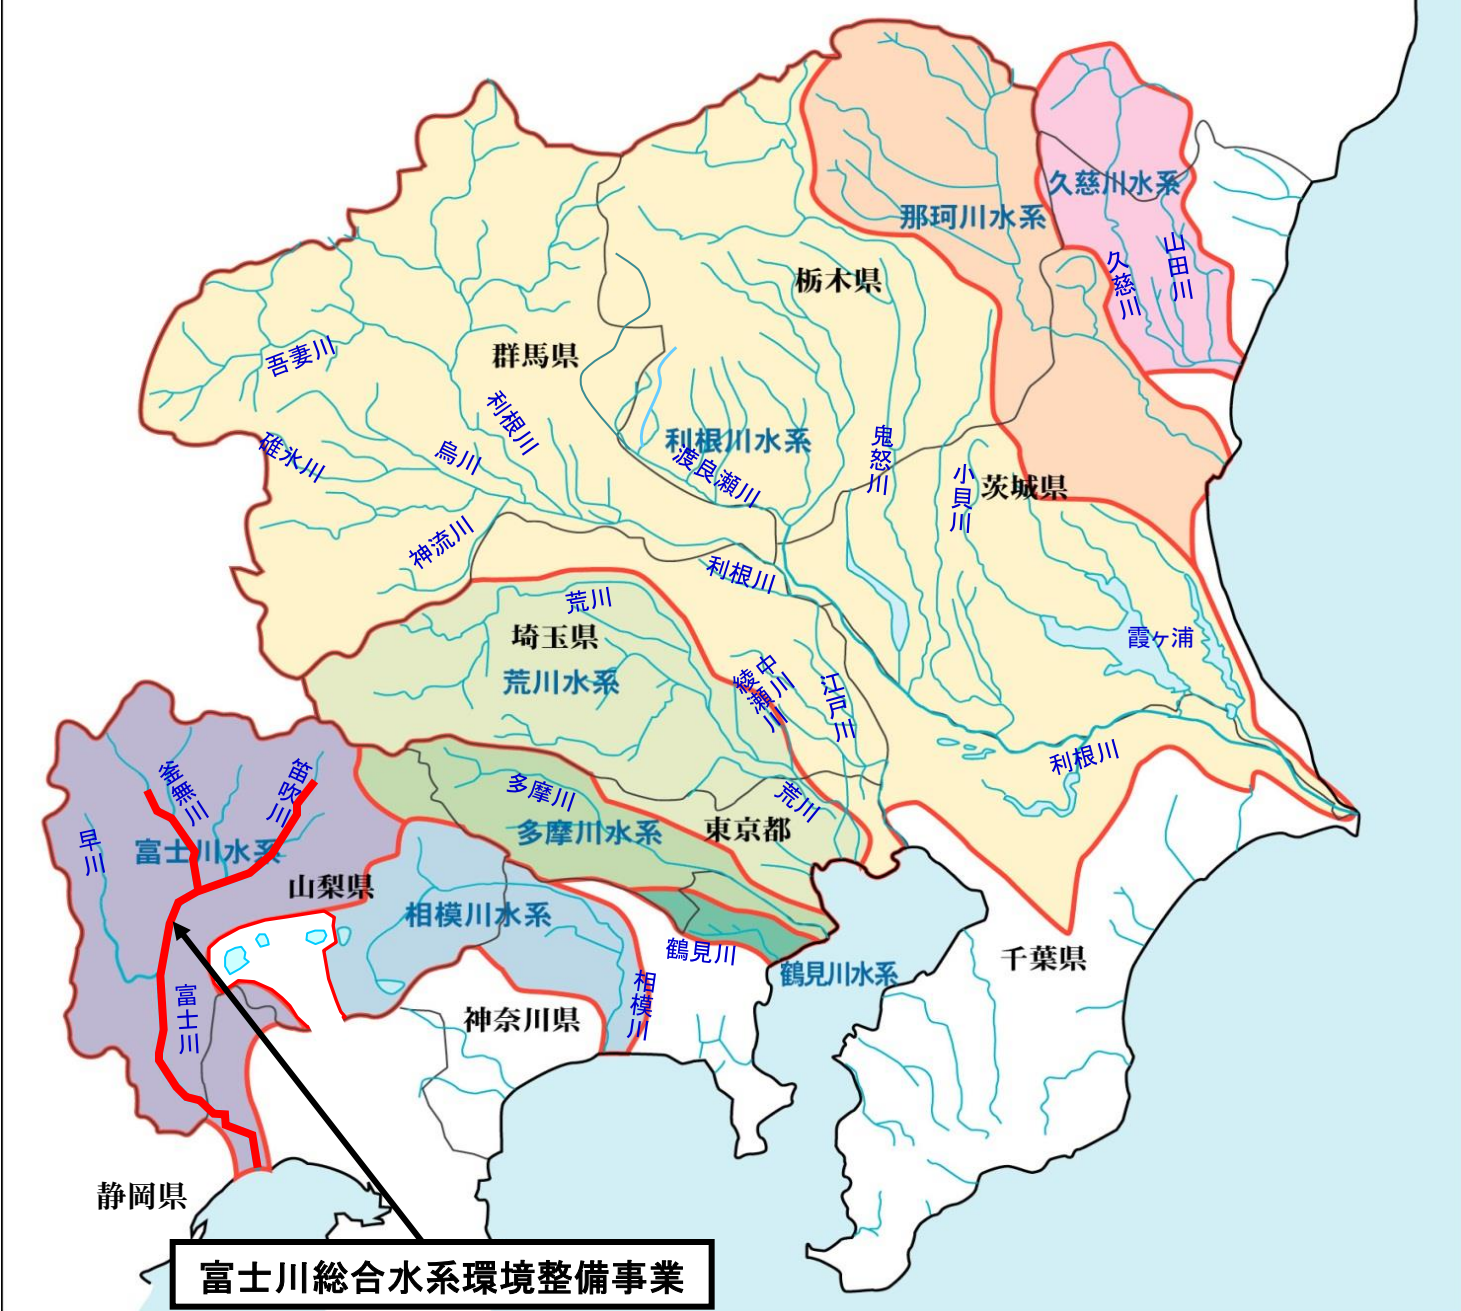 久慈川水系
那珂川水系
山田川
久慈川
栃木県
吾妻川
群馬県
利根川
利根川水系
鬼怒川
碓氷川
烏川
渡良瀬川
小貝川
茨城県
神流川
利根川
荒川
埼玉県
霞ヶ浦
荒川水系
綾瀬川
中川
江戸川
利根川
釜無川
笛吹川
多摩川
荒川
早川
富士川水系
多摩川水系
東京都
山梨県
相模川水系
鶴見川
千葉県
鶴見川水系
富士川
相模川
神奈川県
静岡県
富士川総合水系環境整備事業